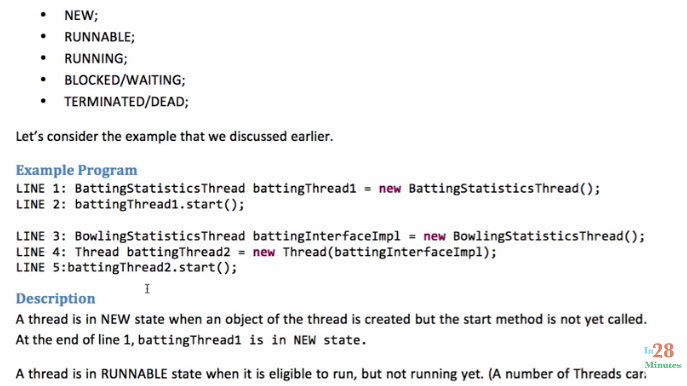 • NEW;
• RUNNABLE;
• RUNNING;
• BLOCKED/WAITING;
• TERMINATED/DEAD;
Let's consider the example that we discussed earlier.
Example Program
LINE 1: BattingStatisticsThread battingThread1 = new BattingStatisticsThread();
LINE 2: battingThread1.start();
LINE 3: BowlingStatisticsThread battingInterfaceImpl = new BowlingStatisticsThread();
LINE 4: Thread battingThread2 = new Thread(battingInterfaceImpl);
LINE 5:battingThread2.start();
Description
A thread is in NEW state when an object of the thread is created but the start method is not yet called.
At the end of line 1, battingThread1 is in NEW state.
A thread is in RUNNABLE state when it is eligible to run, but not running yet. (A number of Threads can
In28
Minutes